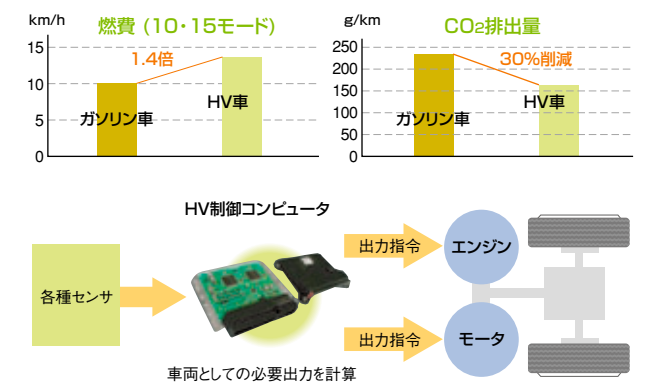 km/h
燃費 (10・15モード)
15
10
5
0
1.4倍
ガソリン車
HV車
g/km
CO2排出量
250
200
150
100
50
0
30%削減
ガソリン車
HV車
HV制御コンピュータ
各種センサ
出力指令
エンジン
出力指令
モータ
車両としての必要出力を計算